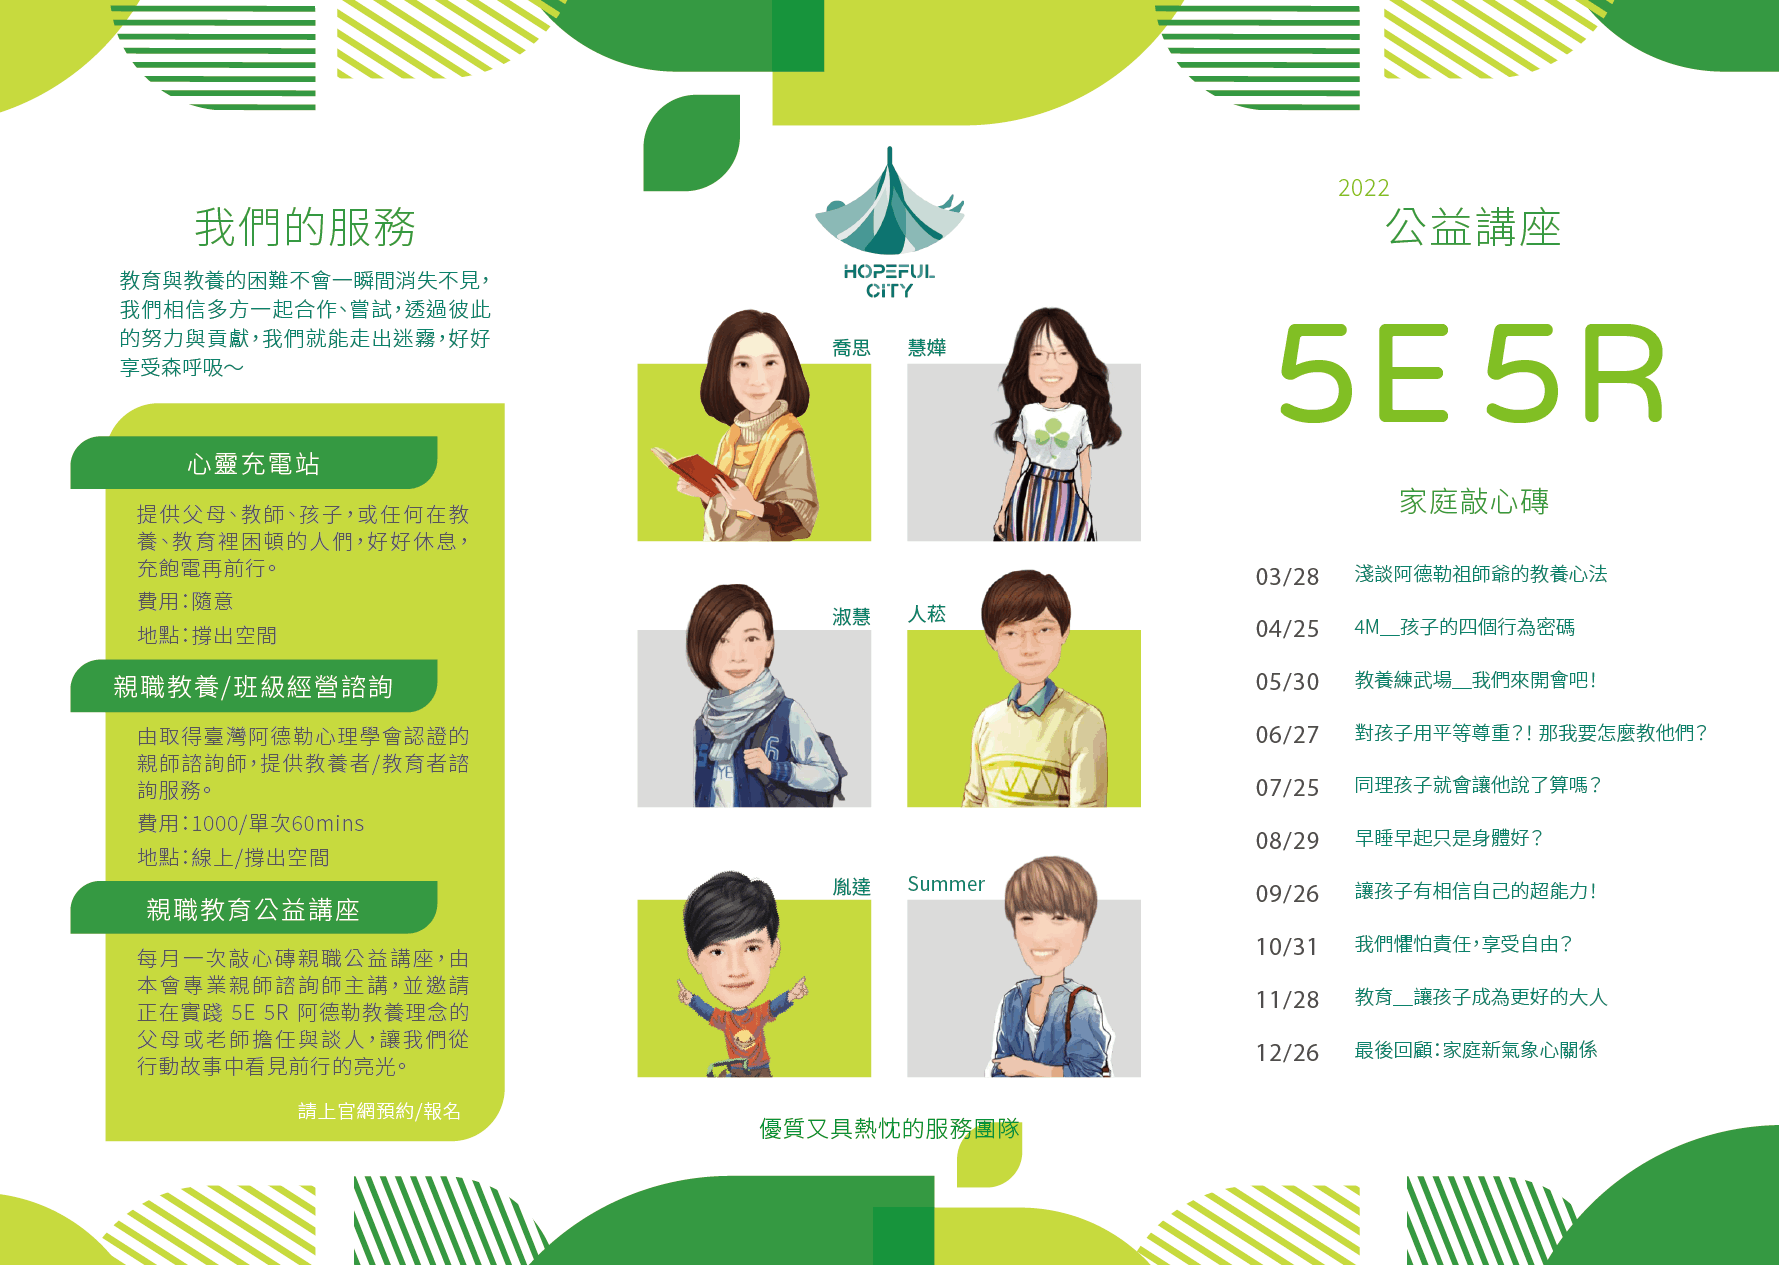 我們的服務
教育與教養的困難不會一瞬間消失不見，
我們相信多方一起合作、嘗試，透過彼此
的努力與貢獻，我們就能走出迷霧，好好
享受森呼吸～
心靈充電站
提供父母、教師、孩子，或任何在教
養、教育裡困頓的人們，好好休息，
充飽電再前行。
費用：隨意
地點：撐出空間
親職教養/班級經營諮詢
由取得臺灣阿德勒心理學會認證的
親師諮詢師，提供教養者/教育者諮
詢服務。
費用：1000/單次60mins
地點：線上/撐出空間
親職教育公益講座
每月一次敲心磚親職公益講座，由
本會專業親師諮詢師主講，並邀請
正在實踐 5E 5R 阿德勒教養理念的
父母或老師擔任與談人，讓我們從
行動故事中看見前行的亮光。
請上官網預約/報名
HOPEFUL
CITY
喬思
慧嬅
淑慧
人菘
胤達
Summer
優質又具熱忱的服務團隊
2022
公益講座
5E 5R
家庭敲心磚
03/28 淺談阿德勒祖師爺的教養心法
04/25 4M__孩子的四個行為密碼
05/30 教養練武場__我們來開會吧！
06/27 對孩子用平等尊重？！那我要怎麼教他們？
07/25 同理孩子就會讓他說了算嗎？
08/29 早睡早起只是身體好？
09/26 讓孩子有相信自己的超能力！
10/31 我們懼怕責任，享受自由？
11/28 教育__讓孩子成為更好的大人
12/26 最後回顧：家庭新氣象心關係